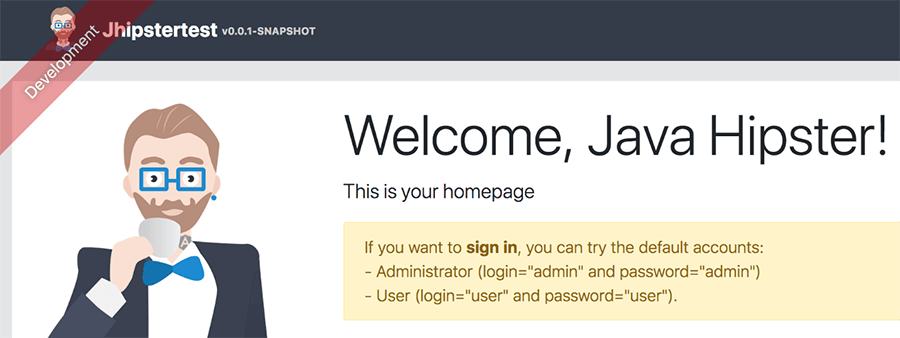 Jhipstertest v0.0.1-SNAPSHOT
Development
Welcome, Java Hipster!
This is your homepage
If you want to sign in, you can try the default accounts:
- Administrator (login="admin" and password="admin")
- User (login="user" and password="user").
A